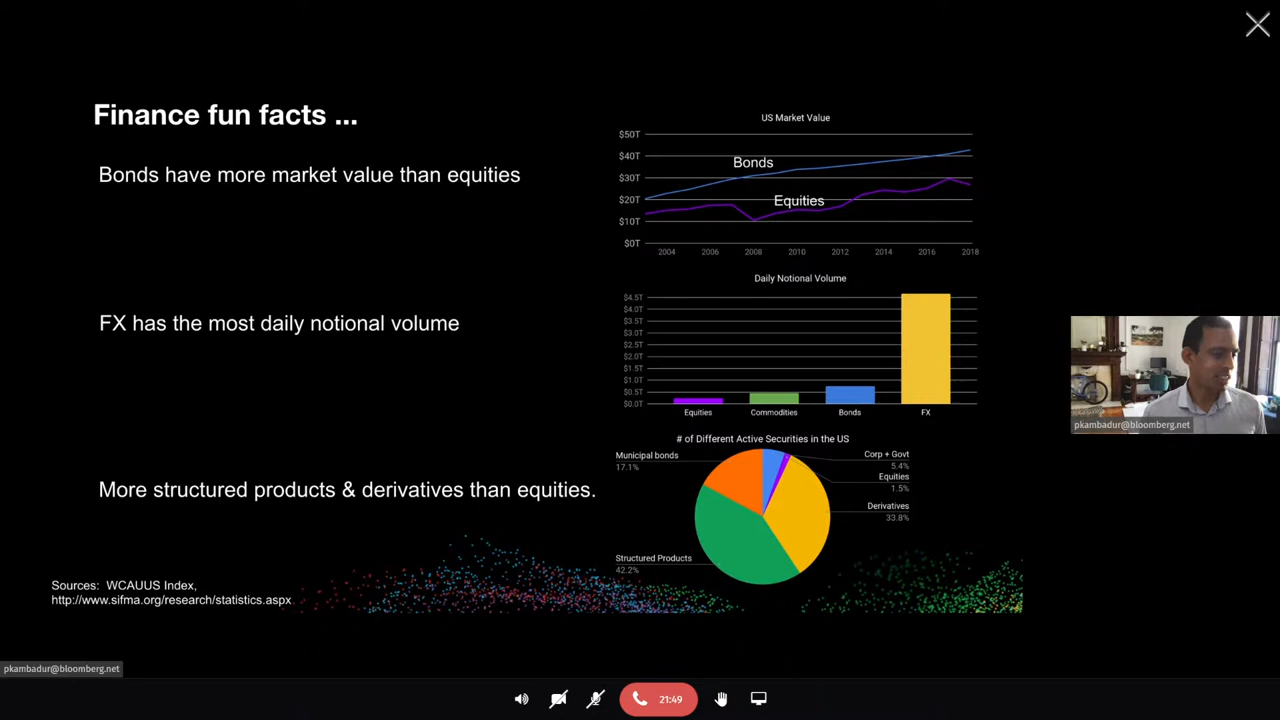 Finance fun facts ...
Bonds have more market value than equities
FX has the most daily notional volume
More structured products & derivatives than equities.
Sources: WCAUUS Index,
http://www.sifma.org/research/statistics.aspx
US Market Value
$50T
$40T
$30T
$20T
$10T
$0T
Bonds
Equities
2004 2006 2008 2010 2012 2014 2016 2018
Daily Notional Volume
$4.5T
$4.0T
$3.5T
$3.0T
$2.5T
$2.0T
$1.5T
$1.0T
$0.5T
$0.0T
Equities Commodities Bonds FX
# of Different Active Securities in the US
Municipal bonds
17.1%
Corp + Govt
5.4%
Equities
1.5%
Derivatives
33.8%
Structured Products
42.2%
pkambadur@bloomberg.net
pkambadur@bloomberg.net
21:49